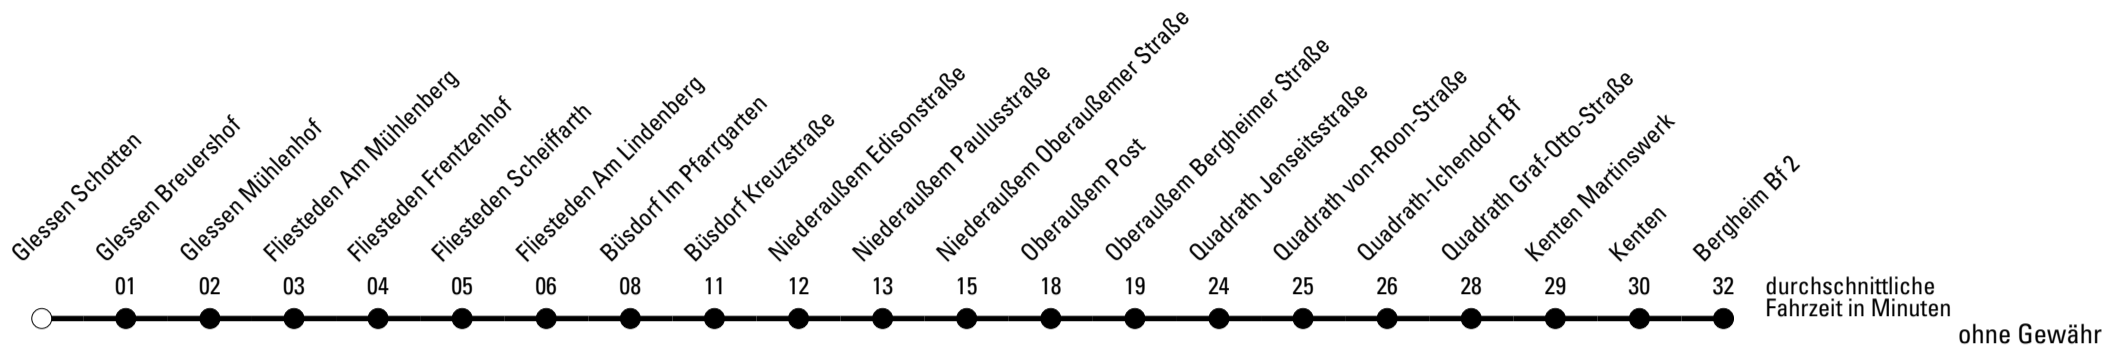 Glessen Schotten
Glessen Breuershof
Glessen Mühlenhof
Fliesteden Am Mühlenberg
Fliesteden Frentzenhof
Fliesteden Scheiffarth
Fliesteden Am Lindenberg
Büsdorf Im Pfarrgarten
Büsdorf Kreuzstraße
Niederaußem Edisonstraße
Niederaußem Paulusstraße
Niederaußem Oberaußemer Straße
Oberaußem Post
Oberaußem Bergheimer Straße
Quadrath Jenseitsstraße
Quadrath von-Roon-Straße
Quadrath-Ichendorf Bf
Quadrath Graf-Otto-Straße
Kenten Martinswerk
Kenten
Bergheim Bf 2
01 02 03 04 05 06 08 11 12 13 15 18 19 24 25 26 28 29 30 32
durchschnittliche
Fahrzeit in Minuten
ohne Gewähr